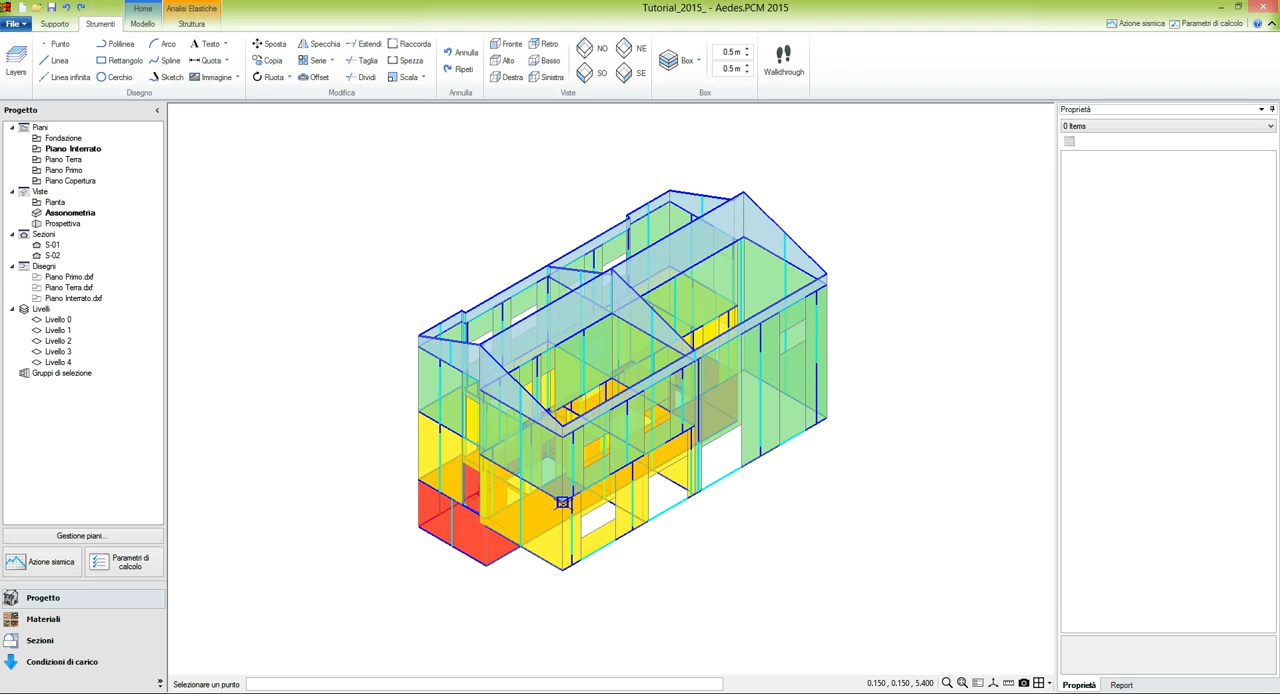 Tutorial_2015_ - Aedes.PCM 2015
Home
Analisi Elastiche
File
Supporto
Strumenti
Modello
Struttura
Azione sismica
Parametri di calcolo
Layers
Punto
Linea
Linea infinita
Polilinea
Rettangolo
Cerchio
Arco
Spline
Sketch
Testo
Quota
Immagine
Disegno
Sposta
Copia
Ruota
Specchia
Serie
Offset
Estendi
Taglia
Dividi
Raccorda
Spezza
Scala
Modifica
Annulla
Ripeti
Annulla
Fronte
Alto
Destra
Retro
Basso
Sinistra
NO
NE
SO
SE
Viste
Box
0.5 m
0.5 m
Box
Walkthrough
Progetto
Piani
Fondazione
Piano Interrato
Piano Terra
Piano Primo
Piano Copertura
Viste
Pianta
Assonometria
Prospettiva
Sezioni
S-01
S-02
Disegni
Piano Primo.dxf
Piano Terra.dxf
Piano Interrato.dxf
Livelli
Livello 0
Livello 1
Livello 2
Livello 3
Livello 4
Gruppi di selezione
Gestione piani...
Azione sismica
Parametri di
calcolo
Progetto
Materiali
Sezioni
Condizioni di carico
Selezionare un punto
0.150 , 0.150 , 5.400
Proprietà
0 Items
Proprietà
Report